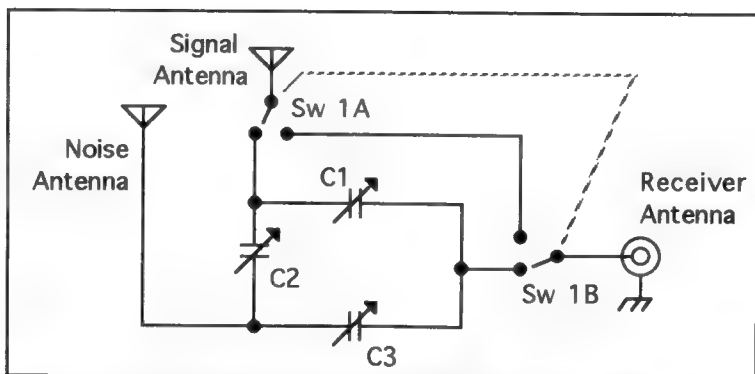 Signal
Antenna
Sw 1A
Noise
Antenna
C1
Receiver
Antenna
C2
Sw 1B
C3